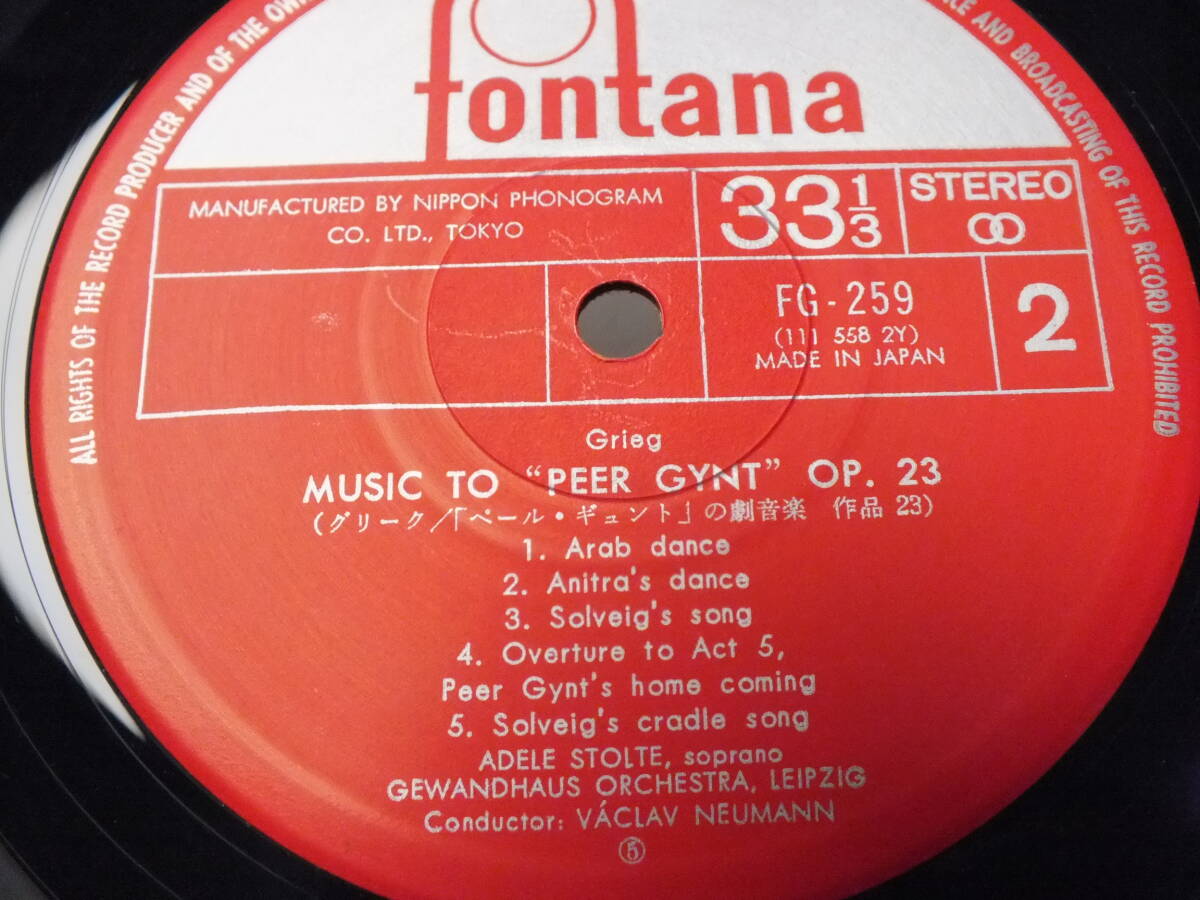 fontana
ALL RIGHTS OF THE RECORD PRODUCER AND OF THE
AND BROADCASTING OF THIS RECORD PROHIBITED
MANUFACTURED BY NIPPON PHONOGRAM
CO. LTD., TOKYO
33 1/3
STEREO
FG-259
(111 558 2Y)
MADE IN JAPAN
2
Grieg
MUSIC TO "PEER GYNT" OP. 23
(グリーク/「ペール・ギュント」の劇音楽 作品 23)
1. Arab dance
2. Anitra's dance
3. Solveig's song
4. Overture to Act 5,
Peer Gynt's home coming
5. Solveig's cradle song
ADELE STOLTE, soprano
GEWANDHAUS ORCHESTRA, LEIPZIG
Conductor: VÁCLAV NEUMANN
⑤